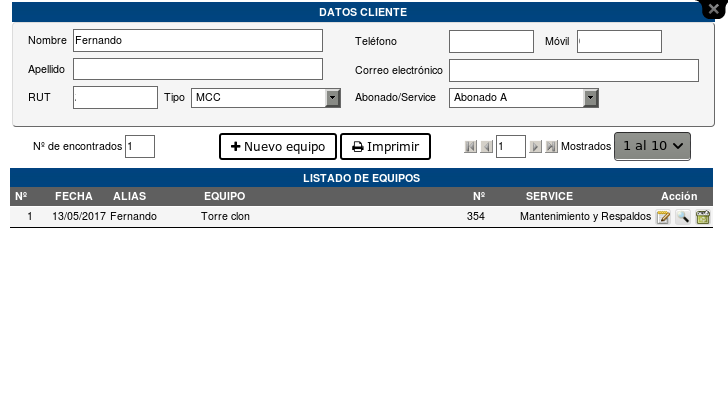 DATOS CLIENTE
Nombre Fernando Teléfono Móvil
Apellido Correo electrónico
RUT . Tipo MCC Abonado/Service Abonado A
Nº de encontrados 1 Nuevo equipo Imprimir 1 Mostrados 1 al 10
LISTADO DE EQUIPOS
Nº FECHA ALIAS EQUIPO Nº SERVICE Acción
1 13/05/2017 Fernando Torre clon 354 Mantenimiento y Respaldos